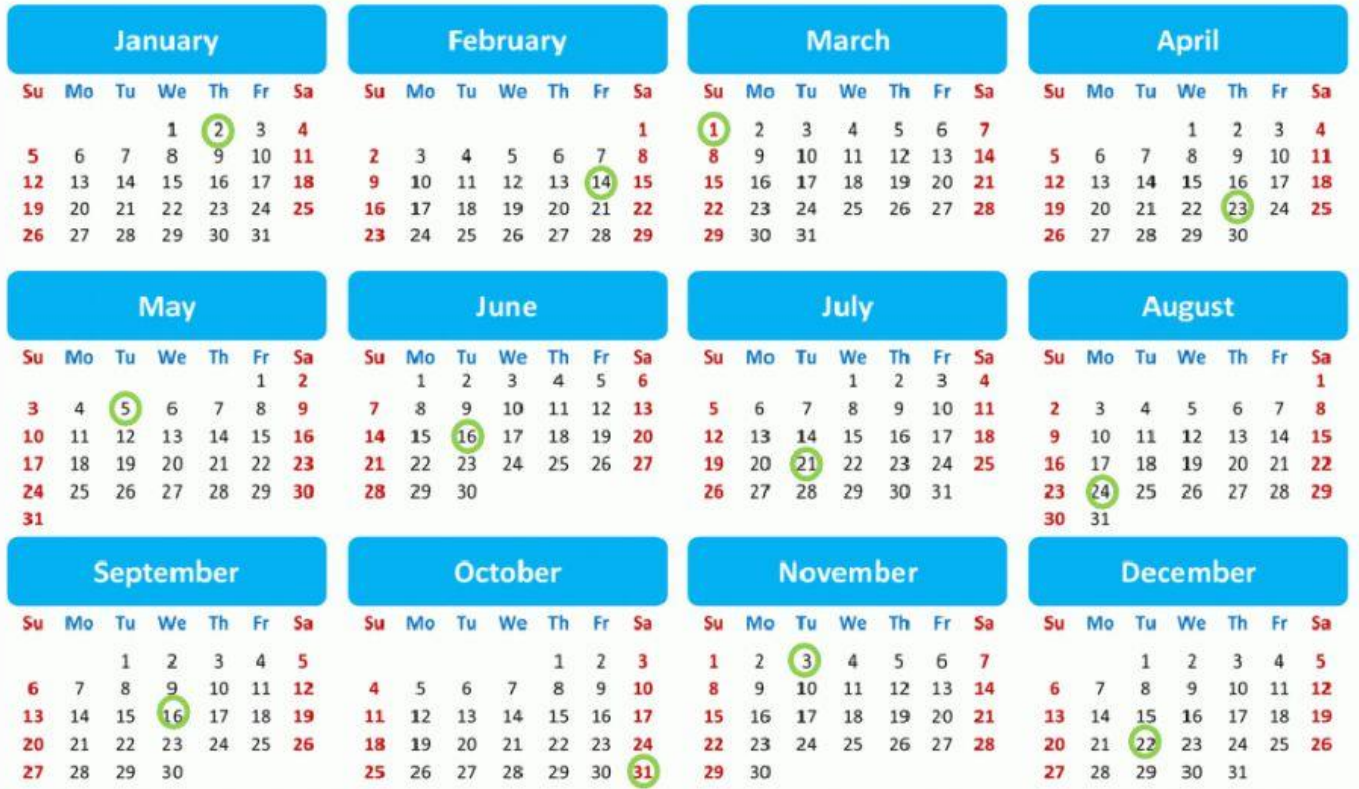 January February March April
Su Mo Tu We Th Fr Sa Su Mo Tu We Th Fr Sa Su Mo Tu We Th Fr Sa Su Mo Tu We Th Fr Sa
1 2 3 4 1 1 2 3 4 5 6 7 1 2 3 4
5 6 7 8 9 10 11 2 3 4 5 6 7 8 8 9 10 11 12 13 14 5 6 7 8 9 10 11
12 13 14 15 16 17 18 9 10 11 12 13 14 15 15 16 17 18 19 20 21 12 13 14 15 16 17 18
19 20 21 22 23 24 25 16 17 18 19 20 21 22 22 23 24 25 26 27 28 19 20 21 22 23 24 25
26 27 28 29 30 31 23 24 25 26 27 28 29 29 30 31 26 27 28 29 30
May June July August
Su Mo Tu We Th Fr Sa Su Mo Tu We Th Fr Sa Su Mo Tu We Th Fr Sa Su Mo Tu We Th Fr Sa
1 2 1 2 3 4 5 6 1 2 3 4 1
3 4 5 6 7 8 9 7 8 9 10 11 12 13 5 6 7 8 9 10 11 2 3 4 5 6 7 8
10 11 12 13 14 15 16 14 15 16 17 18 19 20 12 13 14 15 16 17 18 9 10 11 12 13 14 15
17 18 19 20 21 22 23 21 22 23 24 25 26 27 19 20 21 22 23 24 25 16 17 18 19 20 21 22
24 25 26 27 28 29 30 28 29 30 26 27 28 29 30 31 23 24 25 26 27 28 29
31 30 31
September October November December
Su Mo Tu We Th Fr Sa Su Mo Tu We Th Fr Sa Su Mo Tu We Th Fr Sa Su Mo Tu We Th Fr Sa
1 2 3 4 5 1 2 3 1 2 3 4 5 6 7 1 2 3 4 5
6 7 8 9 10 11 12 4 5 6 7 8 9 10 8 9 10 11 12 13 14 6 7 8 9 10 11 12
13 14 15 16 17 18 19 11 12 13 14 15 16 17 15 16 17 18 19 20 21 13 14 15 16 17 18 19
20 21 22 23 24 25 26 18 19 20 21 22 23 24 22 23 24 25 26 27 28 20 21 22 23 24 25 26
27 28 29 30 25 26 27 28 29 30 31 29 30 27 28 29 30 31